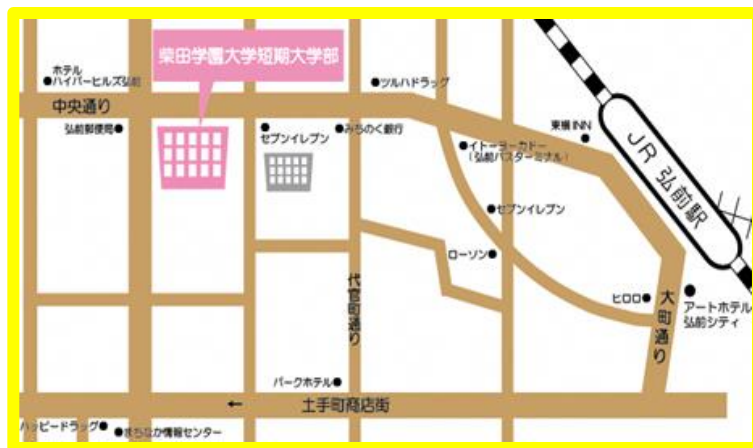 柴田学園大学短期大学部
ホテル
ハイパーヒルズ弘前
中央通り
弘前郵便局
セブンイレブン
みちのく銀行
ツルハドラッグ
イトーヨーカドー
(弘前バスターミナル)
東横INN
JR 弘前駅
セブンイレブン
ローソン
代官町通り
ヒロロ
大町通り
アートホテル
弘前シティ
パークホテル
←
土手町商店街
ハッピードラッグ
まちなか情報センター